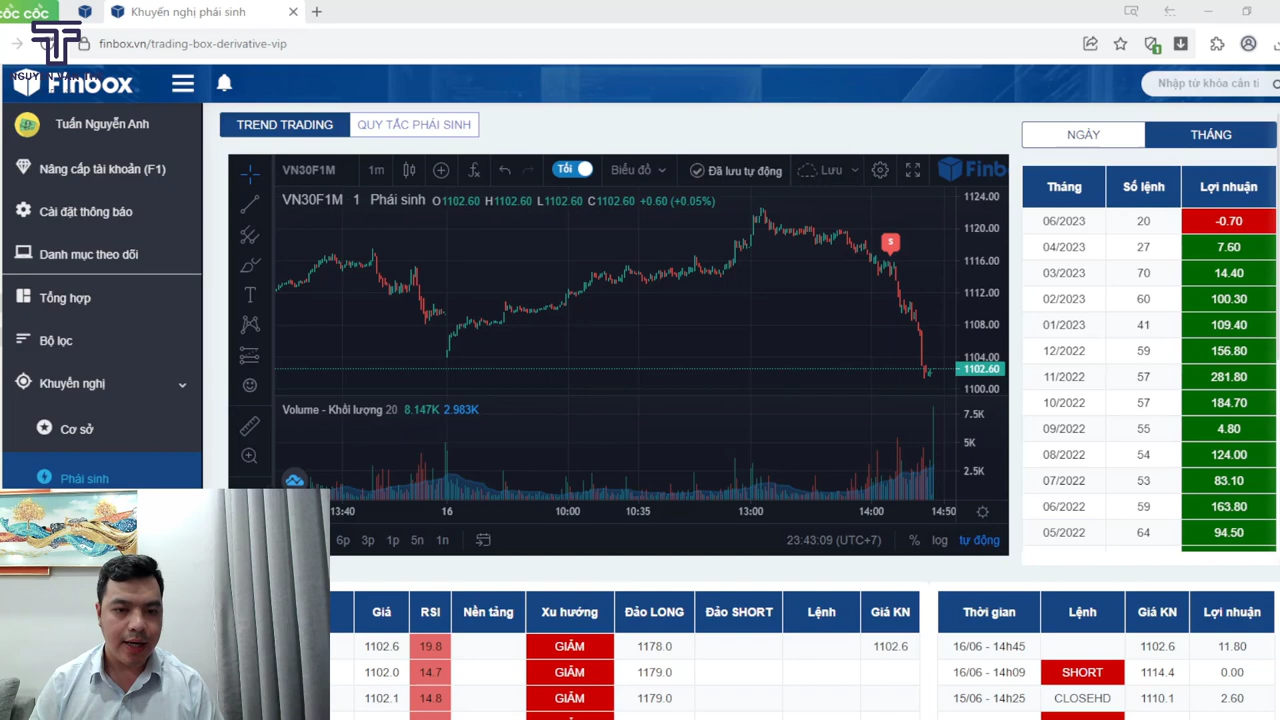 CỐC CỐC
Khuyến nghị phái sinh
finbox.vn/trading-box-derivative-vip
Finbox
Nhập từ khóa cần tì
Tuấn Nguyễn Anh
Nâng cấp tài khoản (F1)
Cài đặt thông báo
Danh mục theo dõi
Tổng hợp
Bộ lọc
Khuyến nghị
Cơ sở
Phái sinh
TREND TRADING
QUY TẮC PHÁI SINH
VN30F1M
1m
Tối
Biểu đồ
Đã lưu tự động
Lưu
Finb
VN30F1M 1 Phái sinh O1102.60 H1102.60 L1102.60 C1102.60 +0.60 (+0.05%)
S
1124.00
1120.00
1116.00
1112.00
1108.00
1104.00
1102.60
1100.00
Volume - Khối lượng 20 8.147K 2.983K
7.5K
5K
2.5K
13:40 16 10:00 10:35 13:00 14:00 14:50
6p 3p 1p 5n 1n
23:43:09 (UTC+7) % log tự động
NGÀY THÁNG
Tháng Số lệnh Lợi nhuận
06/2023 20 -0.70
04/2023 27 7.60
03/2023 70 14.40
02/2023 60 100.30
01/2023 41 109.40
12/2022 59 156.80
11/2022 57 281.80
10/2022 57 184.70
09/2022 55 4.80
08/2022 54 124.00
07/2022 53 83.10
06/2022 59 163.80
05/2022 64 94.50
Giá RSI Nền tảng Xu hướng Đảo LONG Đảo SHORT Lệnh Giá KN
1102.6 19.8 GIẢM 1178.0 1102.6
1102.0 14.7 GIẢM 1179.0
1102.1 14.8 GIẢM 1179.0
Thời gian Lệnh Giá KN Lợi nhuận
16/06 - 14h45 1102.6 11.80
16/06 - 14h09 SHORT 1114.4 0.00
15/06 - 14h25 CLOSEHD 1110.1 2.60